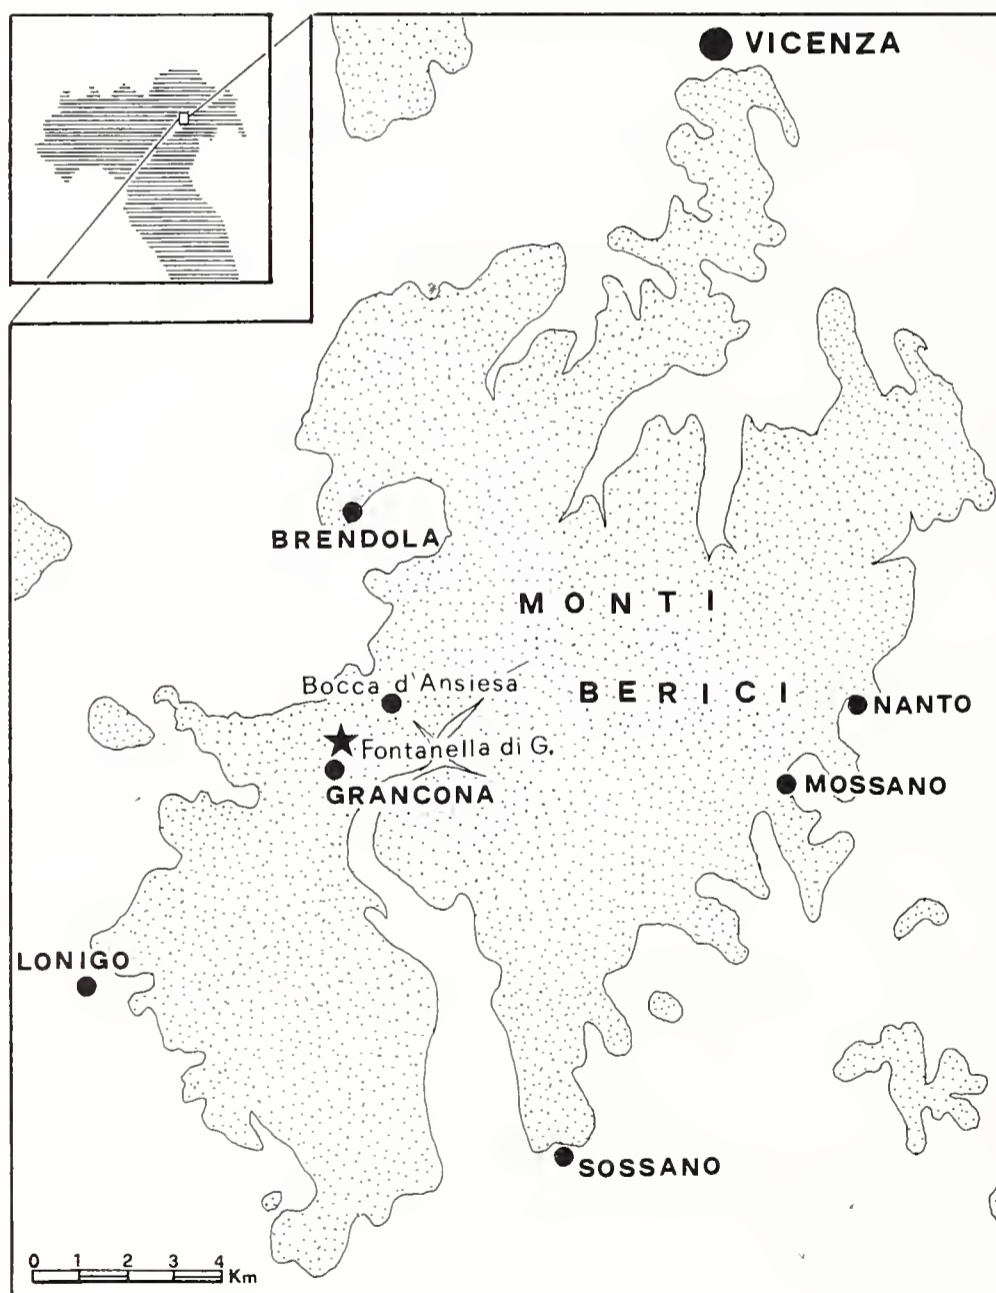 VICENZA
BRENDOLA
MONTI
BERICI
Bocca d'Ansiesa
NANTO
Fontanella di G.
MOSSANO
GRANCONA
LONIGO
SOSSANO
0 1 2 3 4
Km